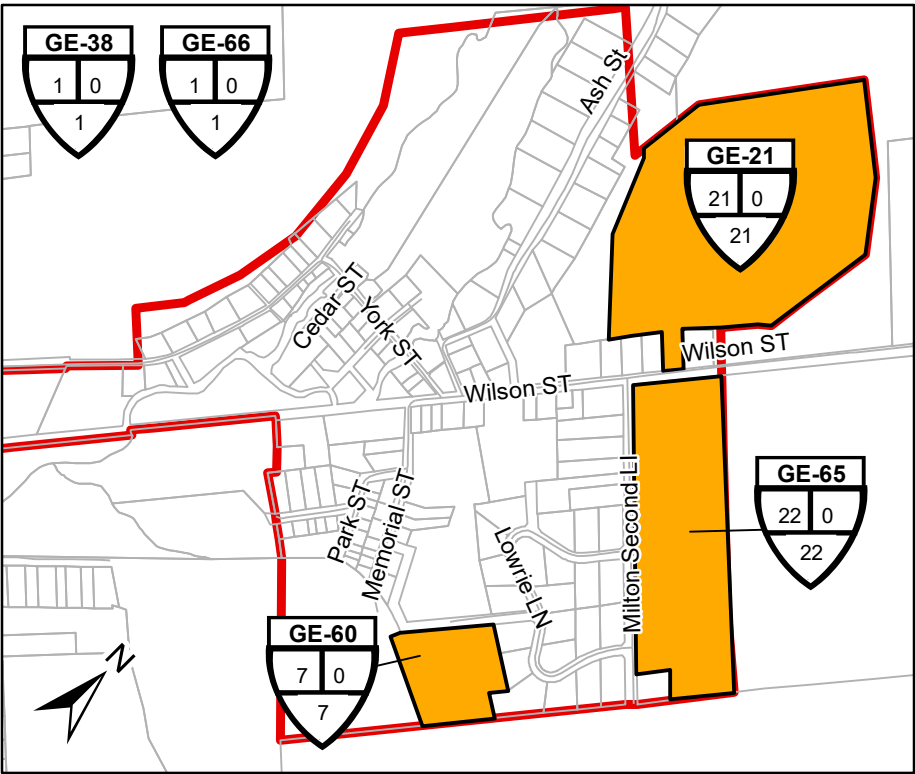 GE-38
1 0
1
GE-66
1 0
1
Ash St
GE-21
21 0
21
Cedar ST
York ST
Wilson ST
Wilson ST
GE-65
22 0
22
Park ST
Memorial ST
Lowrie LN
Milton-Second LI
GE-60
7 0
7
N